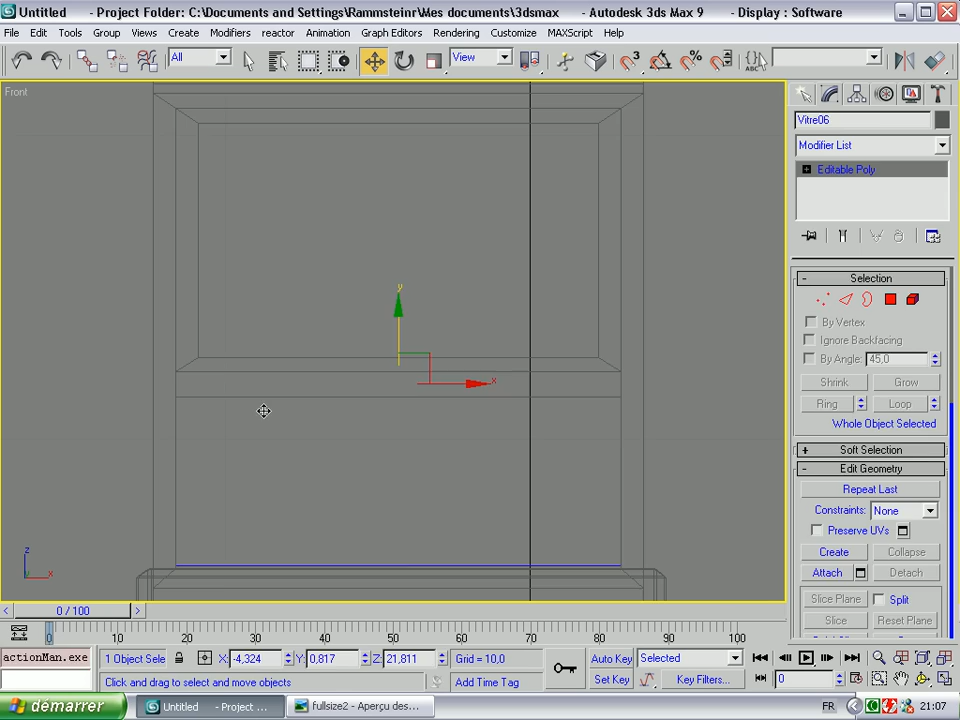 Untitled - Project Folder: C:\Documents and Settings\Rammsteinr\Mes documents\3dsmax - Autodesk 3ds Max 9 - Display : Software
File Edit Tools Group Views Create Modifiers reactor Animation Graph Editors Rendering Customize MAXScript Help
All View
Front
Vitre06
Modifier List
Editable Poly
- Selection
By Vertex
Ignore Backfacing
By Angle: 45,0
Shrink Grow
Ring Loop
Whole Object Selected
+ Soft Selection
- Edit Geometry
Repeat Last
Constraints: None
Preserve UVs
Create Collapse
Attach Detach
Slice Plane Split
Slice Reset Plane
y
x
z
x
< 0 / 100 >
0 10 20 30 40 50 60 70 80 90 100
actionMan.exe 1 Object Sele X: -4,324 Y: 0,817 Z: 21,811 Grid = 10,0 Auto Key Selected
Click and drag to select and move objects Add Time Tag Set Key Key Filters... 0
démarrer Untitled - Project ... fullsize2 - Aperçu des... FR 21:07